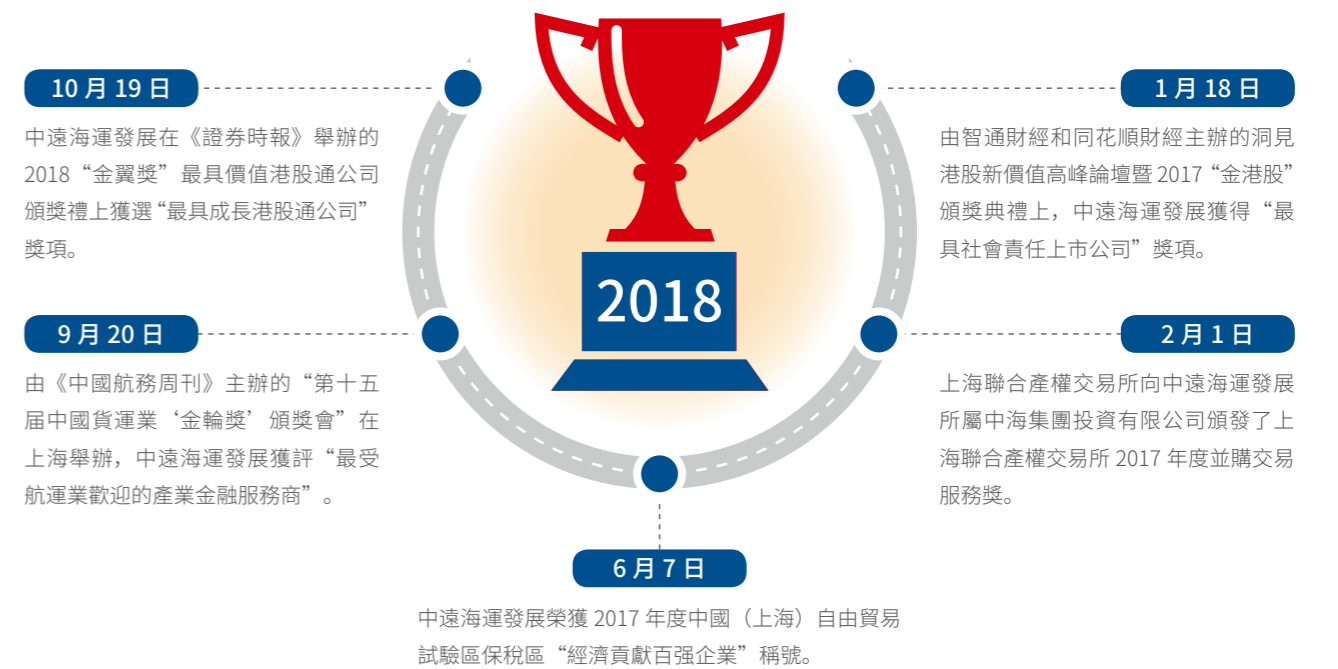 10 月 19 日
中遠海運發展在《證券時報》舉辦的
2018“金翼獎”最具價值港股通公司
頒獎禮上獲選“最具成長港股通公司”
獎項。
9 月 20 日
由《中國航務周刊》主辦的“第十五
届中國貨運業‘金輪獎’頒獎會”在
上海舉辦，中遠海運發展獲評“最受
航運業歡迎的產業金融服務商”。
2018
1 月 18 日
由智通財經和同花順財經主辦的洞見
港股新價值高峰論壇暨 2017“金港股”
頒獎典禮上，中遠海運發展獲得“最
具社會責任上市公司”獎項。
2 月 1 日
上海聯合產權交易所向中遠海運發展
所屬中海集團投資有限公司頒發了上
海聯合產權交易所 2017 年度並購交易
服務獎。
6 月 7 日
中遠海運發展榮獲 2017 年度中國（上海）自由貿易
試驗區保稅區“經濟貢獻百强企業”稱號。